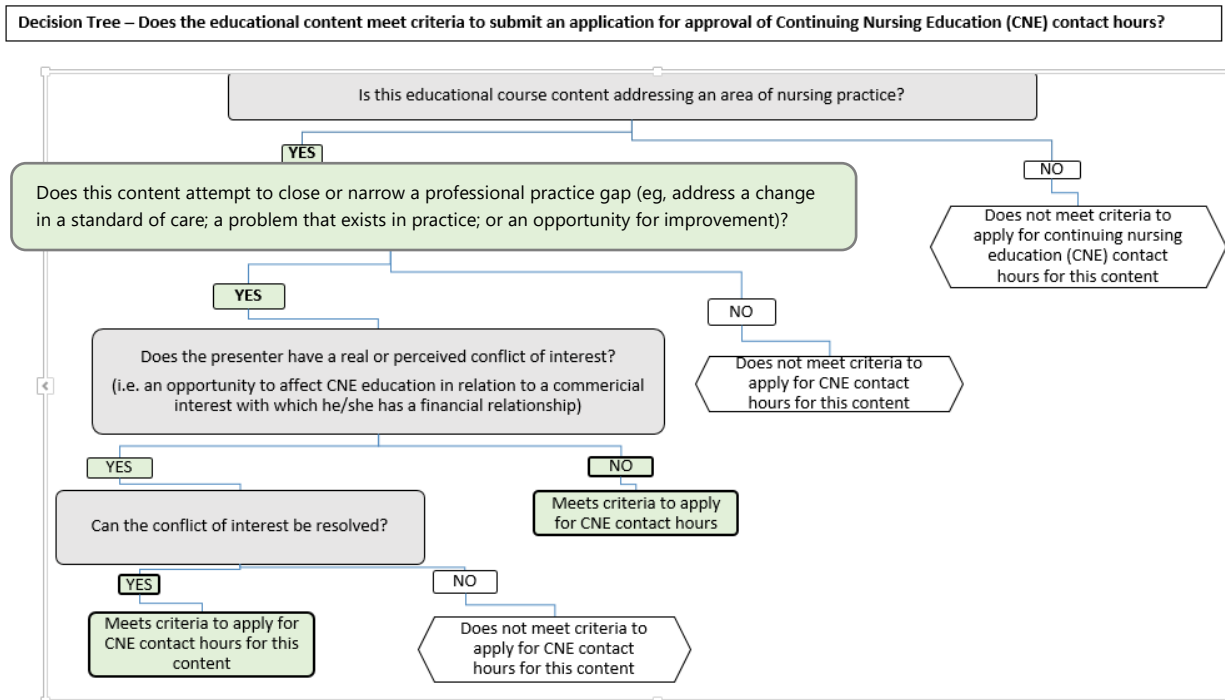 Decision Tree – Does the educational content meet criteria to submit an application for approval of Continuing Nursing Education (CNE) contact hours?
Is this educational course content addressing an area of nursing practice?
YES
NO
Does this content attempt to close or narrow a professional practice gap (eg, address a change
in a standard of care; a problem that exists in practice; or an opportunity for improvement)?
Does not meet criteria to
apply for continuing nursing
education (CNE) contact
hours for this content
YES
NO
Does the presenter have a real or perceived conflict of interest?
(i.e. an opportunity to affect CNE education in relation to a commericial
interest with which he/she has a financial relationship)
Does not meet criteria to
apply for CNE contact
hours for this content
YES
NO
Can the conflict of interest be resolved?
Meets criteria to apply
for CNE contact hours
YES
NO
Meets criteria to apply for
CNE contact hours for this
content
Does not meet criteria to
apply for CNE contact
hours for this content